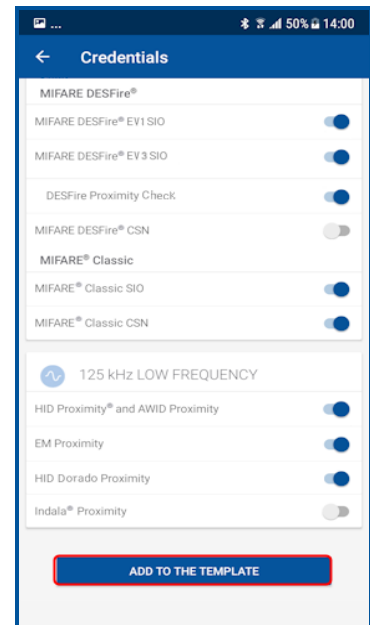 ... 50% 14:00
Credentials
MIFARE DESFire®
MIFARE DESFire® EV1 SIO
MIFARE DESFire® EV3 SIO
DESFire Proximity Check
MIFARE DESFire® CSN
MIFARE® Classic
MIFARE® Classic SIO
MIFARE® Classic CSN
125 kHz LOW FREQUENCY
HID Proximity® and AWID Proximity
EM Proximity
HID Dorado Proximity
Indala® Proximity
ADD TO THE TEMPLATE